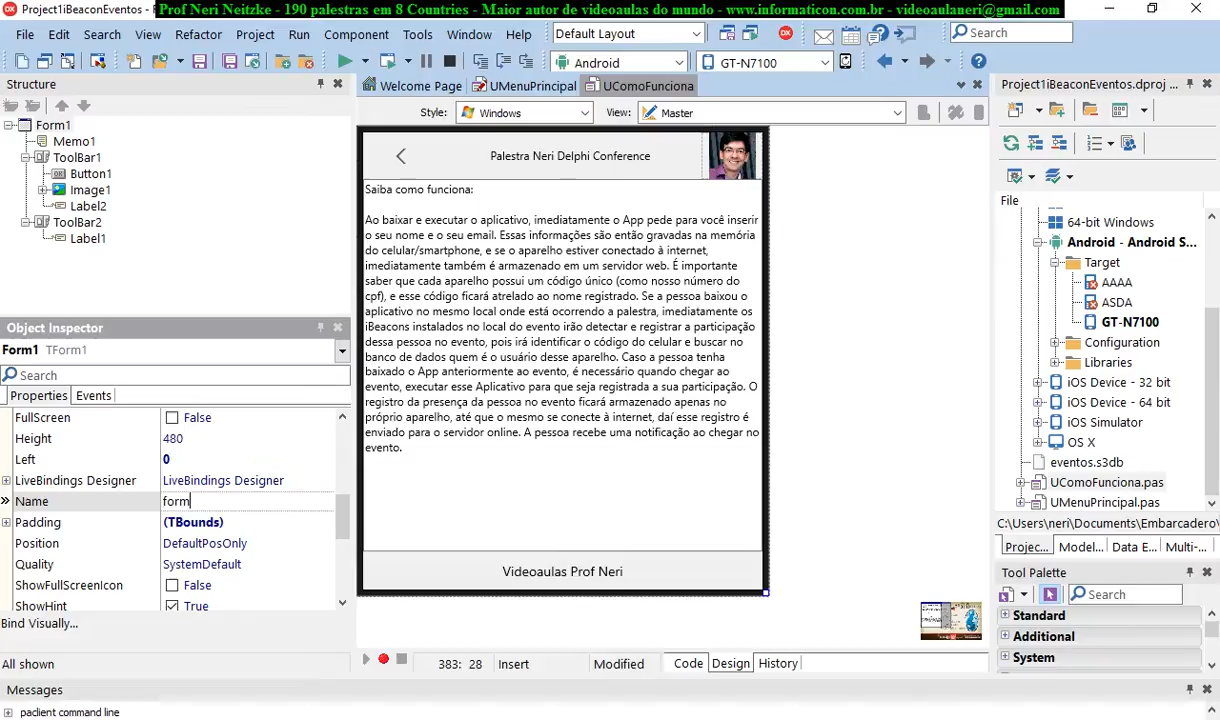 Project1iBeaconEventos -
Prof Neri Neitzke - 190 palestras em 8 Countries - Maior autor de videoaulas do mundo - www.informaticon.com.br - videoaulaneri@gmail.com
File Edit Search View Refactor Project Run Component Tools Window Help
Default Layout
Search
Android
GT-N7100
Structure
Welcome Page UMenuPrincipal UComoFunciona
Project1iBeaconEventos.dproj
Style: Windows View: Master
Form1
Memo1
ToolBar1
Button1
Image1
Label2
ToolBar2
Label1
Palestra Neri Delphi Conference
Saiba como funciona:
Ao baixar e executar o aplicativo, imediatamente o App pede para você inserir
o seu nome e o seu email. Essas informações são então gravadas na memória
do celular/smartphone, e se o aparelho estiver conectado à internet,
imediatamente também é armazenado em um servidor web. É importante
saber que cada aparelho possui um código único (como nosso número do
cpf), e esse código ficará atrelado ao nome registrado. Se a pessoa baixou o
aplicativo no mesmo local onde está ocorrendo a palestra, imediatamente os
iBeacons instalados no local do evento irão detectar e registrar a participação
dessa pessoa no evento, pois irá identificar o código do celular e buscar no
banco de dados quem é o usuário desse aparelho. Caso a pessoa tenha
baixado o App anteriormente ao evento, é necessário quando chegar ao
evento, executar esse Aplicativo para que seja registrada a sua participação. O
registro da presença da pessoa no evento ficará armazenado apenas no
próprio aparelho, até que o mesmo se conecte à internet, daí esse registro é
enviado para o servidor online. A pessoa recebe uma notificação ao chegar no
evento.
Videoaulas Prof Neri
Object Inspector
Form1 TForm1
Search
Properties Events
FullScreen False
Height 480
Left 0
LiveBindings Designer LiveBindings Designer
Name form
Padding (TBounds)
Position DefaultPosOnly
Quality SystemDefault
ShowFullScreenIcon False
ShowHint True
Bind Visually...
All shown
383: 28 Insert Modified Code Design History
Messages
paclient command line
File
64-bit Windows
Android - Android S...
Target
AAAA
ASDA
GT-N7100
Configuration
Libraries
iOS Device - 32 bit
iOS Device - 64 bit
iOS Simulator
OS X
eventos.s3db
UComoFunciona.pas
UMenuPrincipal.pas
C:\Users\neri\Documents\Embarcadero\
Projec... Model... Data E... Multi-...
Tool Palette
Search
Standard
Additional
System